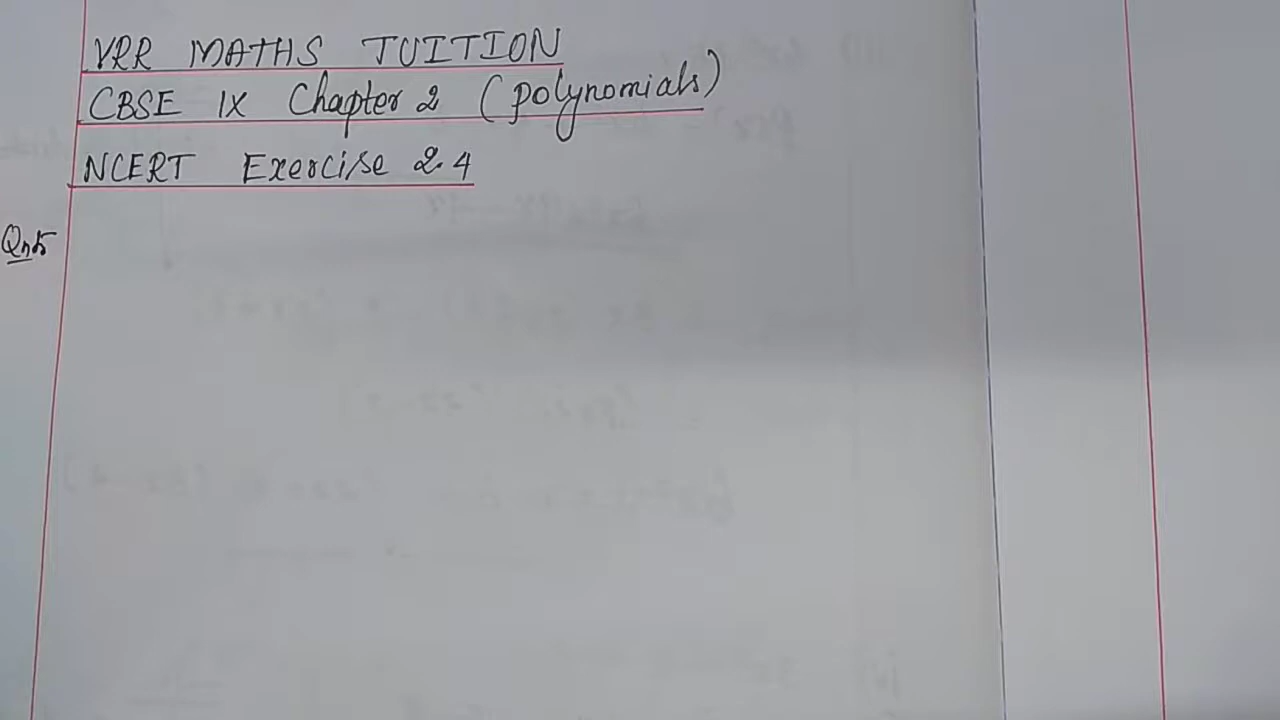 VRR MATHS TUITION
CBSE IX Chapter 2 (polynomials)
NCERT Exercise 2.4
Qn5